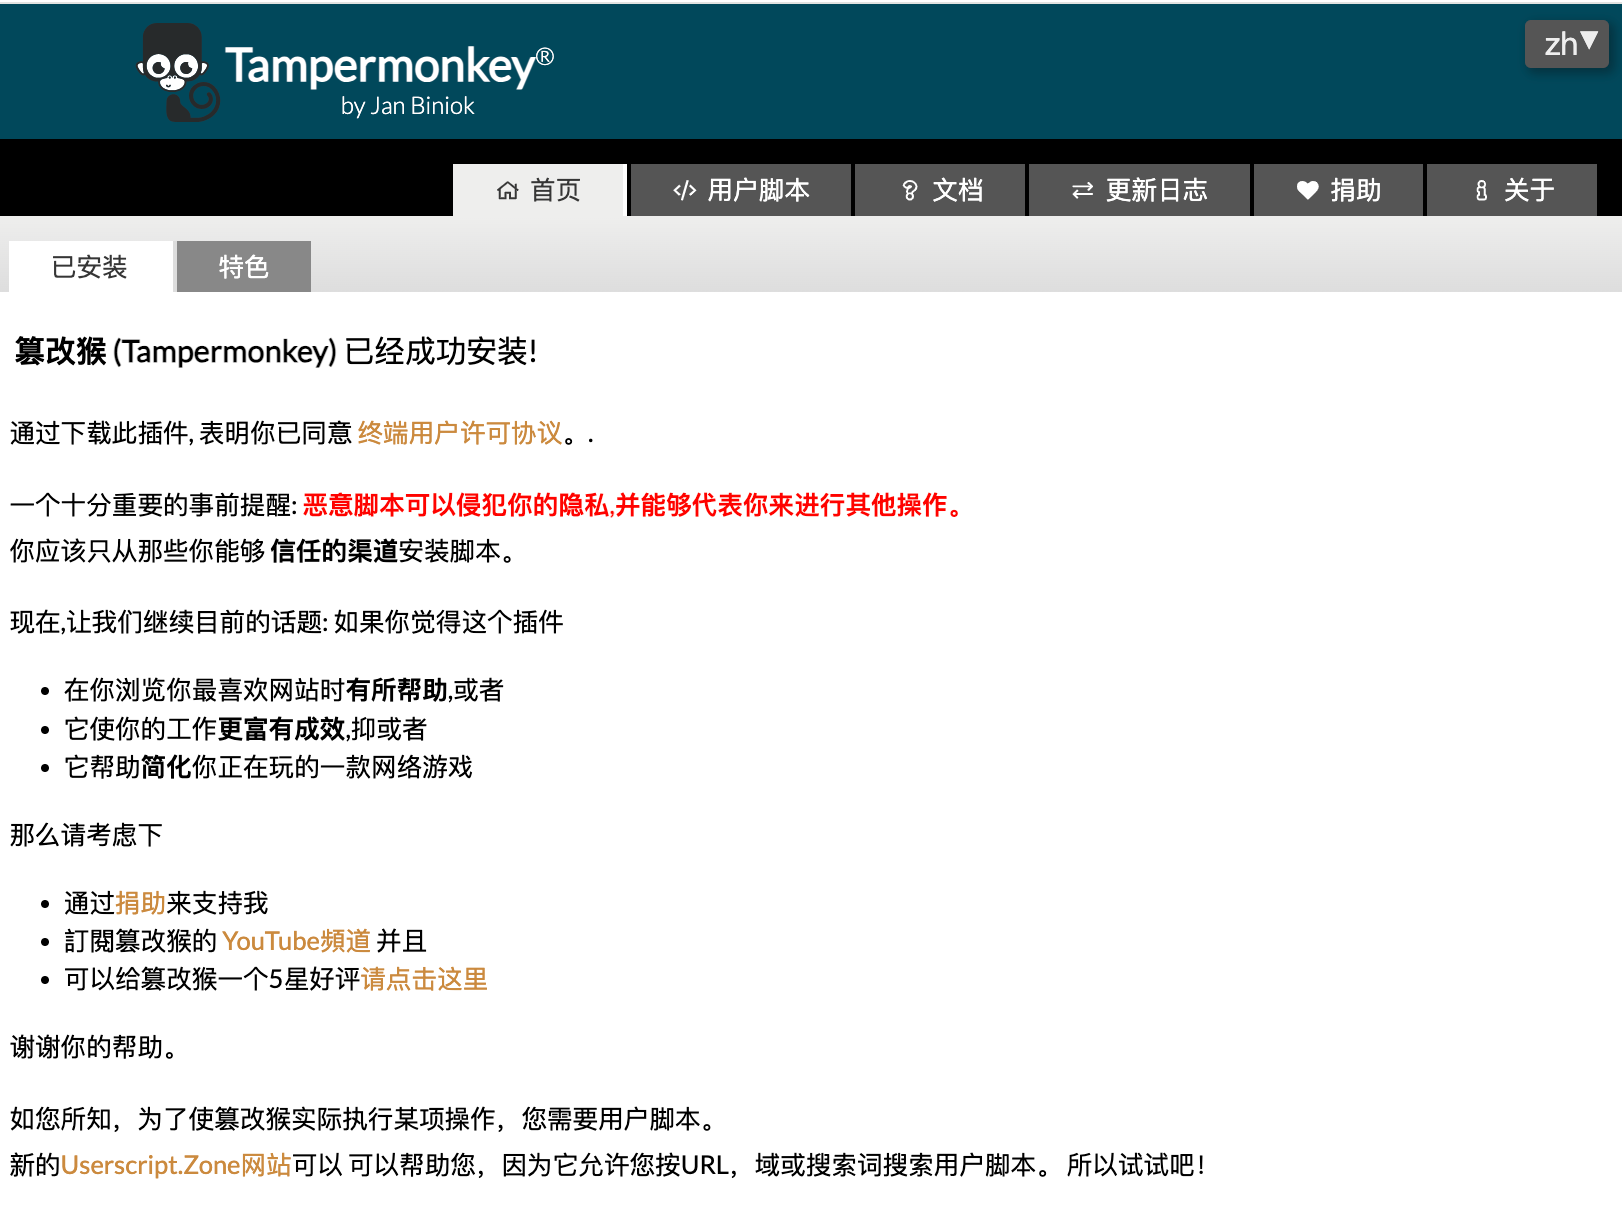 Tampermonkey®
by Jan Biniok
zh▼
首页
用户脚本
文档
更新日志
捐助
关于
已安装
特色
篡改猴 (Tampermonkey) 已经成功安装!
通过下载此插件, 表明你已同意 终端用户许可协议。.
一个十分重要的事前提醒: 恶意脚本可以侵犯你的隐私,并能够代表你来进行其他操作。
你应该只从那些你能够 信任的渠道安装脚本。
现在,让我们继续目前的话题: 如果你觉得这个插件
• 在你浏览你最喜欢网站时有所帮助,或者
• 它使你的工作更富有成效,抑或者
• 它帮助简化你正在玩的一款网络游戏
那么请考虑下
• 通过捐助来支持我
• 訂閱篡改猴的 YouTube頻道 并且
• 可以给篡改猴一个5星好评请点击这里
谢谢你的帮助。
如您所知，为了使篡改猴实际执行某项操作，您需要用户脚本。
新的Userscript.Zone网站可以 可以帮助您，因为它允许您按URL，域或搜索词搜索用户脚本。 所以试试吧！